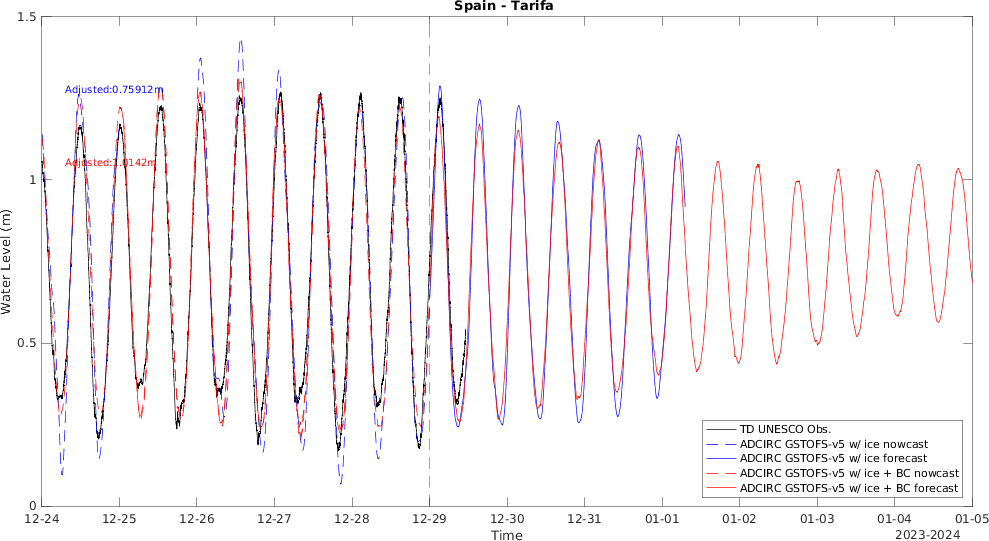 Spain - Tarifa
1.5
1
0.5
0
Water Level (m)
Adjusted:0.75912m
Adjusted:1.0142m
TD UNESCO Obs.
ADCIRC GSTOFS-v5 w/ ice nowcast
ADCIRC GSTOFS-v5 w/ ice forecast
ADCIRC GSTOFS-v5 w/ ice + BC nowcast
ADCIRC GSTOFS-v5 w/ ice + BC forecast
12-24 12-25 12-26 12-27 12-28 12-29 12-30 12-31 01-01 01-02 01-03 01-04 01-05
Time
2023-2024